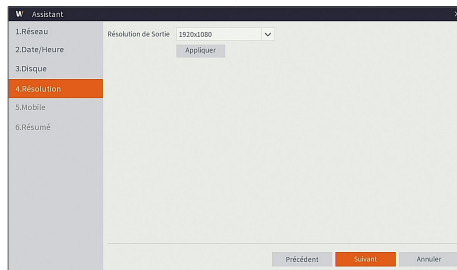 W Assistant
1.Réseau
Résolution de Sortie 1920x1080
2.Date/Heure
Appliquer
3.Disque
4.Résolution
5.Mobile
6.Résumé
Précédent Suivant Annuler